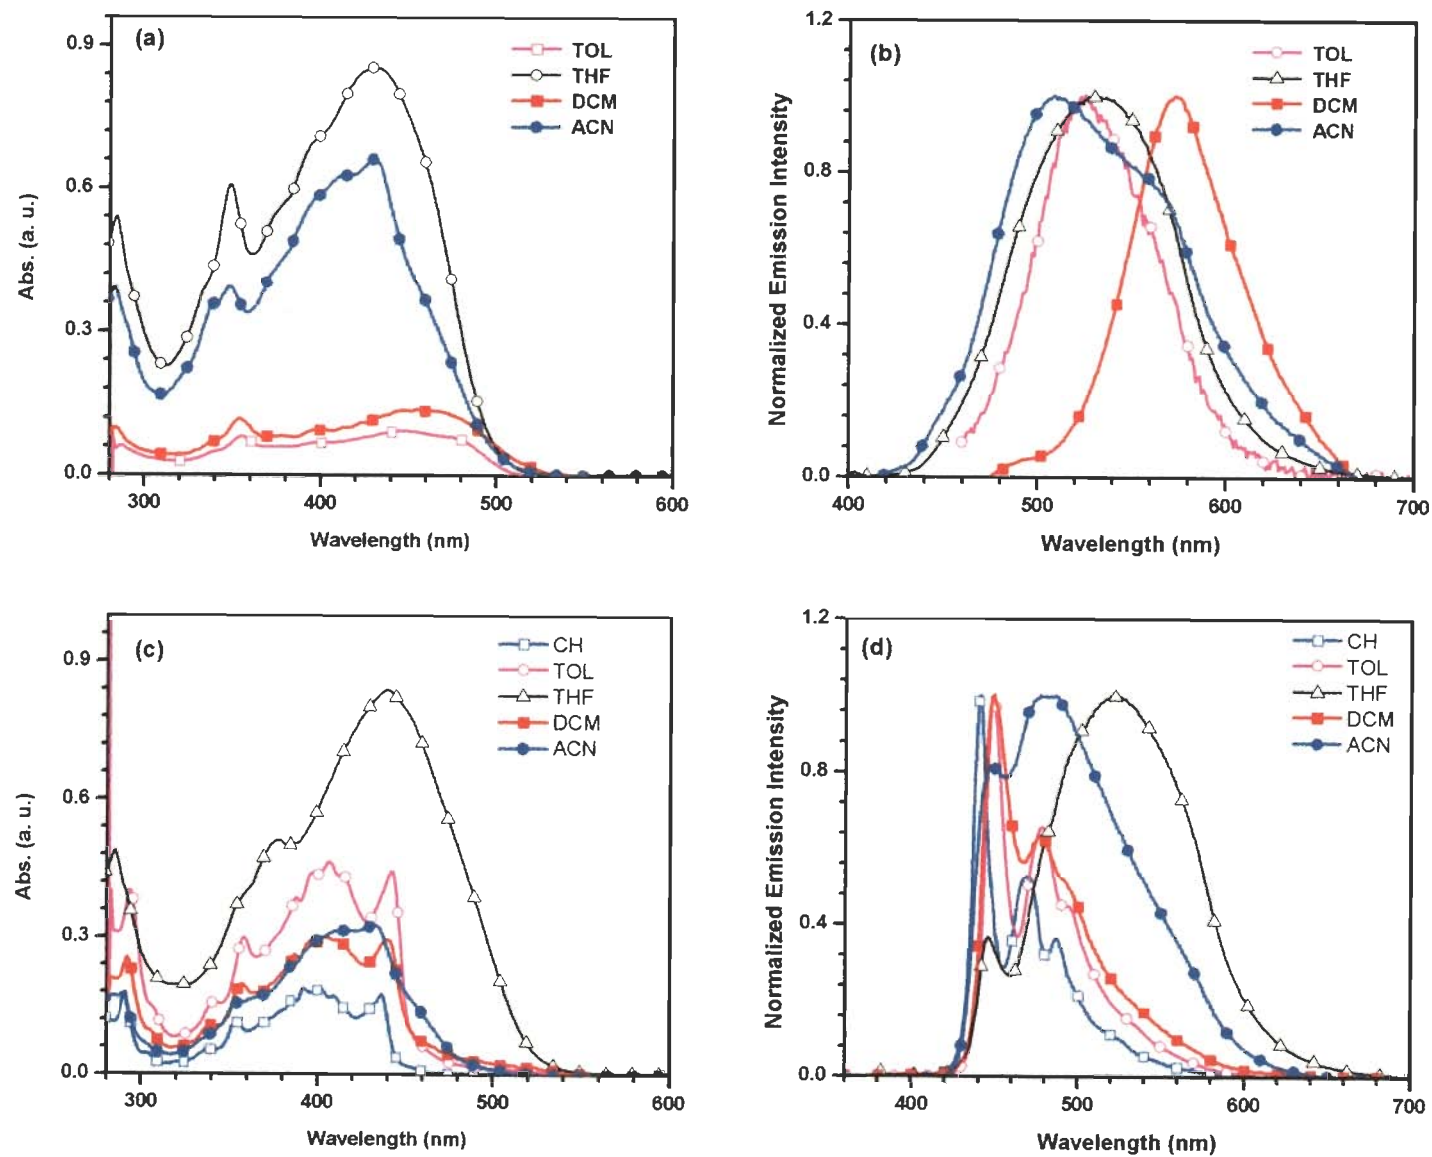 (a)
TOL
THF
DCM
ACN
0.9
0.6
0.3
0.0
Abs. (a. u.)
300
400
500
600
Wavelength (nm)
(b)
TOL
THF
DCM
ACN
1.2
0.8
0.4
0.0
Normalized Emission Intensity
400
500
600
700
Wavelength (nm)
(c)
CH
TOL
THF
DCM
ACN
0.9
0.6
0.3
0.0
Abs. (a. u.)
300
400
500
600
Wavelength (nm)
(d)
CH
TOL
THF
DCM
ACN
1.2
0.8
0.4
0.0
Normalized Emission Intensity
400
500
600
700
Wavelength (nm)